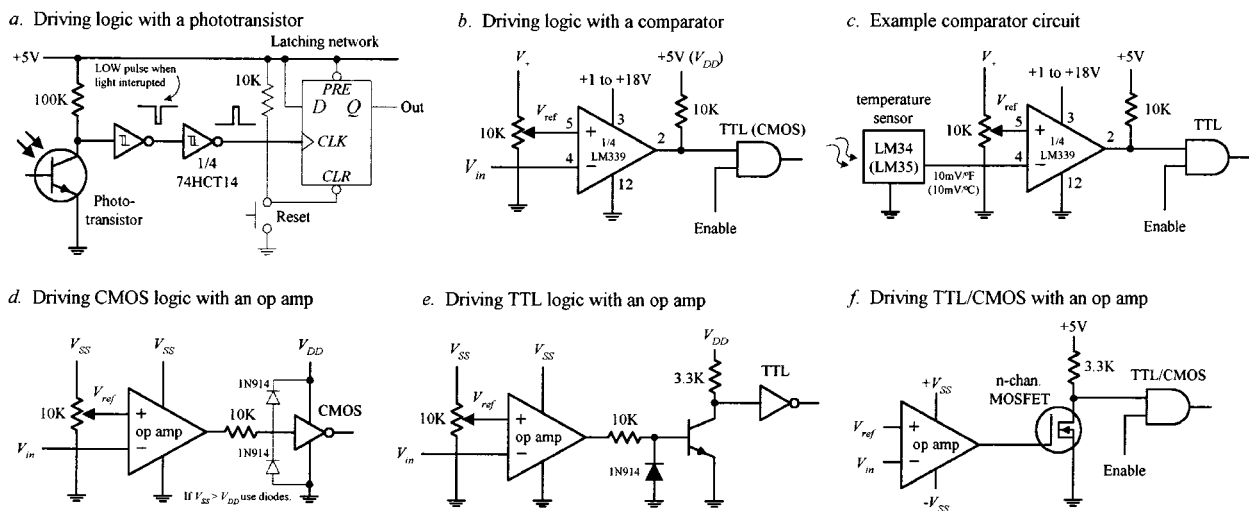 a. Driving logic with a phototransistor
+5V
LOW pulse when
light interupted
100K
Latching network
10K
PRE
D Q
Out
CLK
CLR
1/4
74HCT14
Photo-
transistor
Reset
b. Driving logic with a comparator
V+
+1 to +18V
+5V (VDD)
Vref
10K
10K
5
3
+
1/4
LM339
2
TTL (CMOS)
Vin
4
−
12
Enable
c. Example comparator circuit
V+
+1 to +18V
+5V
temperature
sensor
LM34
(LM35)
Vref
10K
10K
5
3
+
1/4
LM339
2
TTL
4
−
10mV/°F
(10mV/°C)
12
Enable
d. Driving CMOS logic with an op amp
VSS
VSS
VDD
1N914
Vref
10K
+
op amp
−
10K
CMOS
Vin
1N914
If VSS > VDD use diodes.
e. Driving TTL logic with an op amp
VDD
VSS
VSS
3.3K
TTL
Vref
10K
+
op amp
−
10K
Vin
1N914
f. Driving TTL/CMOS with an op amp
+5V
3.3K
n-chan.
MOSFET
TTL/CMOS
+VSS
Vref
+
op amp
Vin
−
Enable
-VSS